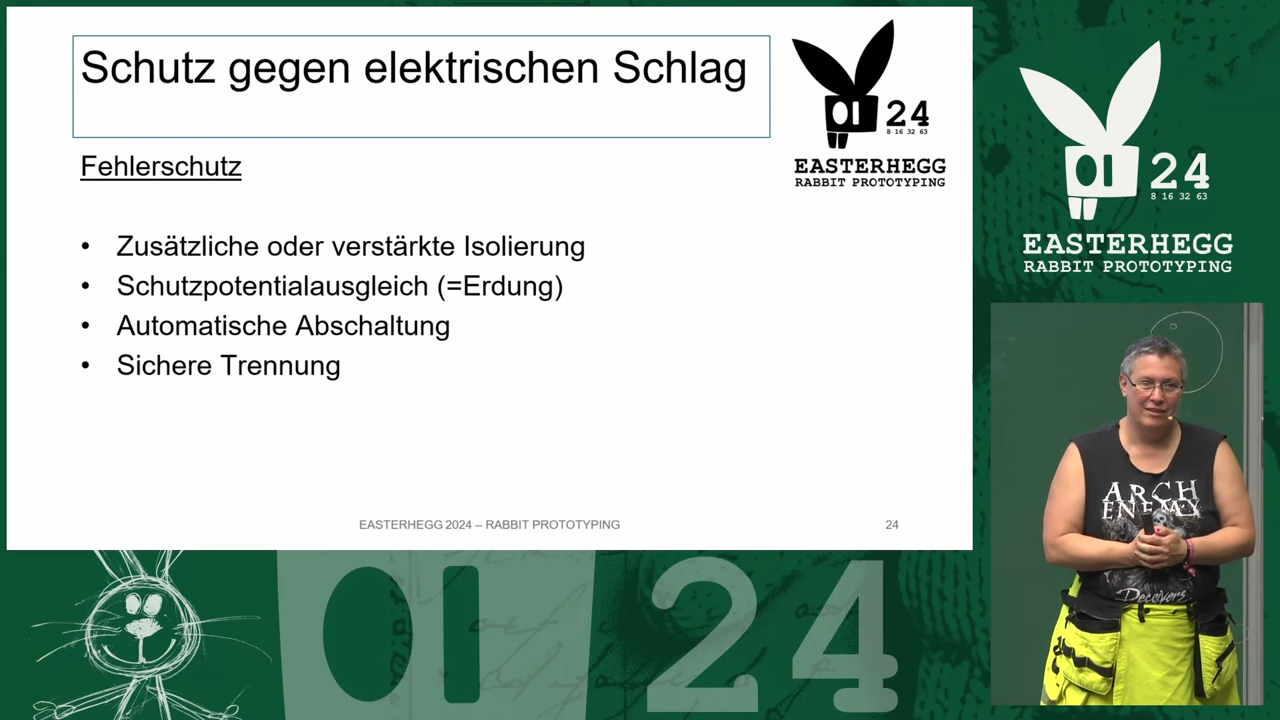 Schutz gegen elektrischen Schlag
24
8 16 32 63
EASTERHEGG
RABBIT PROTOTYPING
Fehlerschutz
• Zusätzliche oder verstärkte Isolierung
• Schutzpotentialausgleich (=Erdung)
• Automatische Abschaltung
• Sichere Trennung
EASTERHEGG 2024 – RABBIT PROTOTYPING
24
24
8 16 32 63
EASTERHEGG
RABBIT PROTOTYPING
ARCH
ENEMY
Deceivers
24